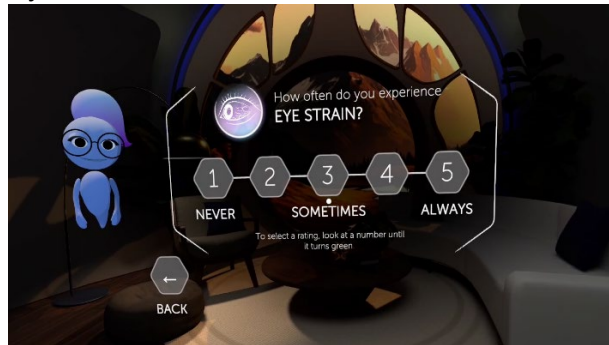 How often do you experience
EYE STRAIN?
1 2 3 4 5
NEVER SOMETIMES ALWAYS
To select a rating, look at a number until
it turns green
←
BACK